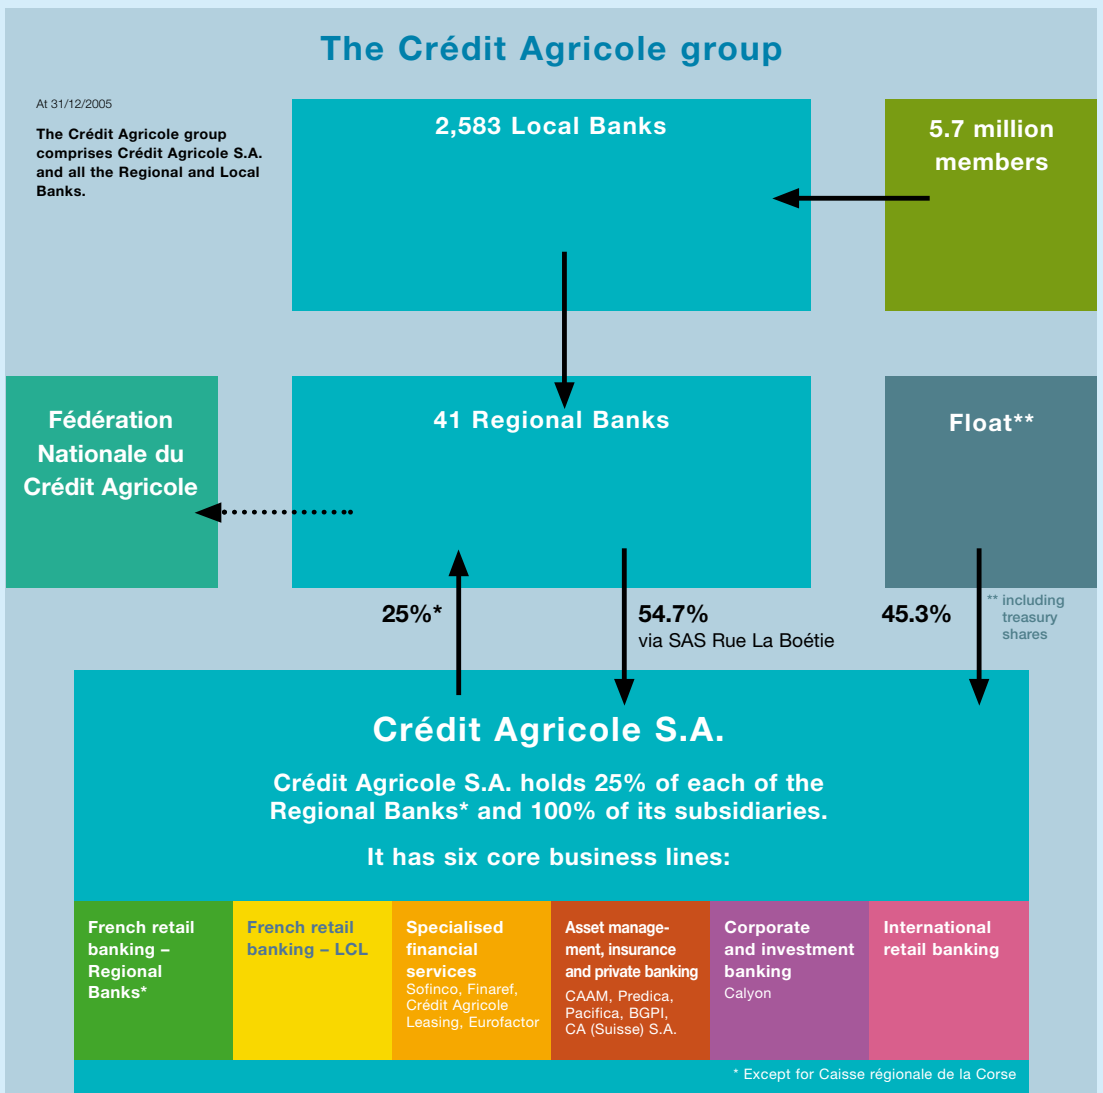 The Crédit Agricole group
At 31/12/2005
The Crédit Agricole group
comprises Crédit Agricole S.A.
and all the Regional and Local
Banks.
2,583 Local Banks
5.7 million
members
Fédération
Nationale du
Crédit Agricole
41 Regional Banks
Float**
25%*
54.7%
via SAS Rue La Boétie
45.3%
** including
treasury
shares
Crédit Agricole S.A.
Crédit Agricole S.A. holds 25% of each of the
Regional Banks* and 100% of its subsidiaries.
It has six core business lines:
French retail
banking –
Regional
Banks*
French retail
banking – LCL
Specialised
financial
services
Sofinco, Finaref,
Crédit Agricole
Leasing, Eurofactor
Asset manage-
ment, insurance
and private banking
CAAM, Predica,
Pacifica, BGPI,
CA (Suisse) S.A.
Corporate
and investment
banking
Calyon
International
retail banking
* Except for Caisse régionale de la Corse